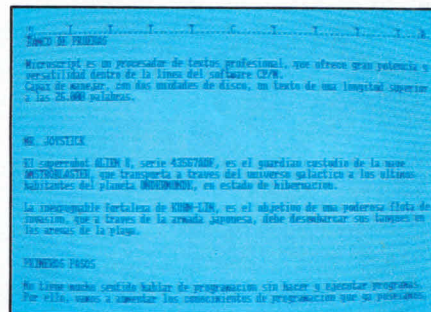 BANCO DE PRUEBAS
Microscript es un procesador de textos profesional, que ofrece gran potencia y
versatilidad dentro de la linea del software CP/M.
Capaz de manejar, con dos unidades de disco, un texto de una longitud superior
a las 26.000 palabras.
MR. JOYSTICK
El superrobot ALIEN 8, serie, es el guardian custodio de la nave
que transporta a traves del universo galactico a los ultimos
habitantes del planeta, en estado de hibernacion.
La inexpugnable Fortaleza de, es el objetivo de una poderosa flota de
invasion, que a traves de la armada japonesa, debe desembarcar sus tanques en
las arenas de la playa.
PRIMEROS PASOS
No tiene mucho sentido hablar de programacion sin hacer y ejecutar programas.
Por ello, vamos a aumentar los conocimientos de programacion que ya poseiamos